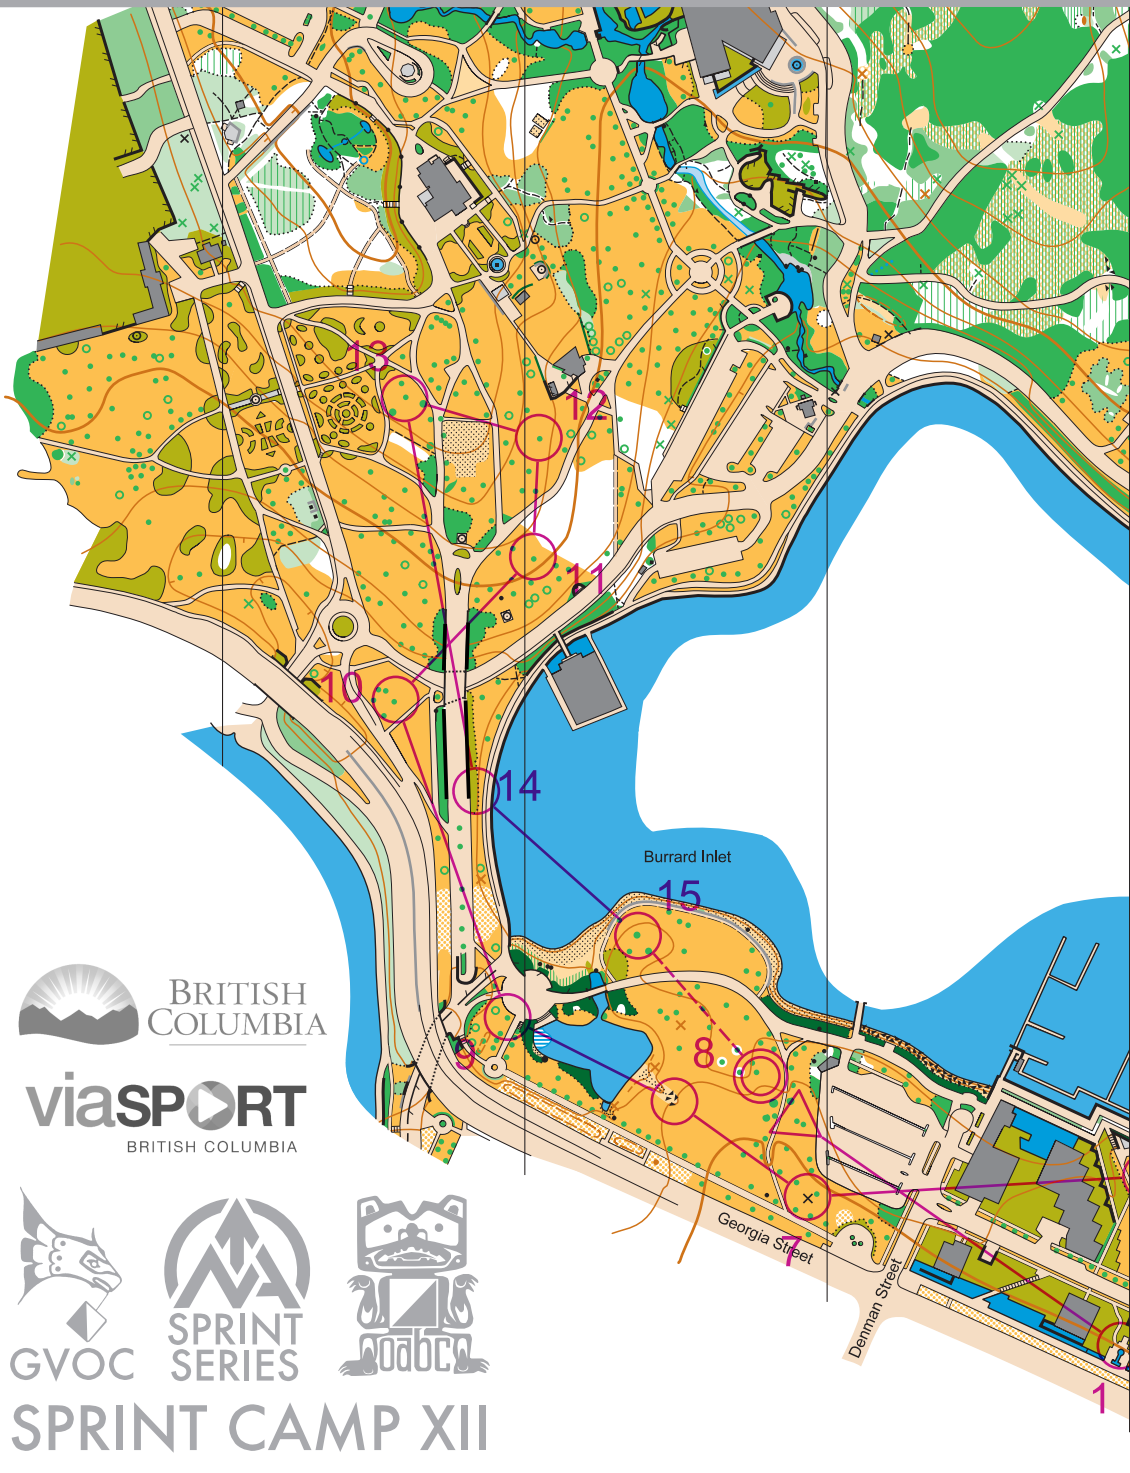 13
12
11
10
14
Burrard Inlet
15
8
9
7
Georgia Street
Denman Street
1
BRITISH
COLUMBIA
viaSPORT
BRITISH COLUMBIA
GVOC
SPRINT
SERIES
OABC
SPRINT CAMP XII